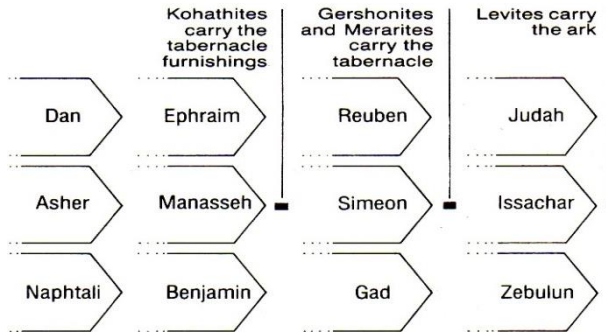 Kohathites
carry the
tabernacle
furnishings
Gershonites
and Merarites
carry the
tabernacle
Levites carry
the ark
Dan
Ephraim
Reuben
Judah
Asher
Manasseh
Simeon
Issachar
Naphtali
Benjamin
Gad
Zebulun